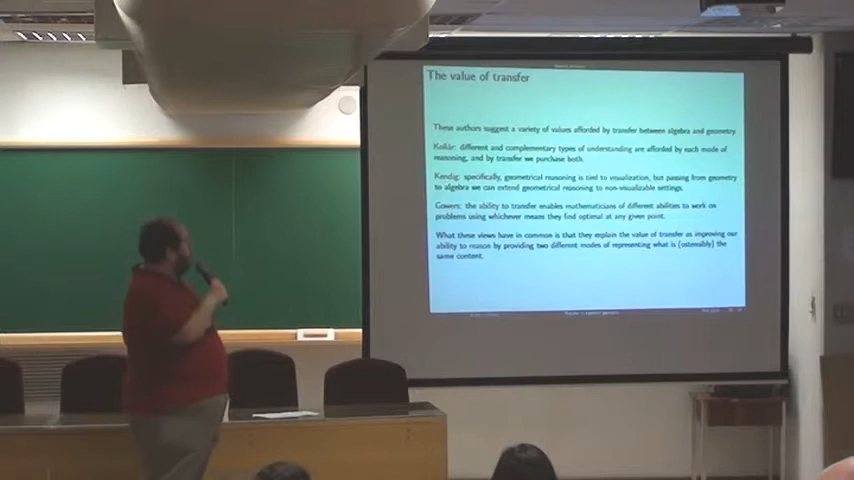 The value of transfer
These authors suggest a variety of values afforded by transfer between algebra and geometry.
Kollár: different and complementary types of understanding are afforded by each mode of
reasoning, and by transfer we purchase both.
Kendig: specifically, geometrical reasoning is tied to visualization, but passing from geometry
to algebra we can extend geometrical reasoning to non-visualizable settings.
Gowers: the ability to transfer enables mathematicians of different abilities to work on
problems using whichever means they find optimal at any given point.
What these views have in common is that they explain the value of transfer as improving our
ability to reason by providing two different modes of representing what is (ostensibly) the
same content.